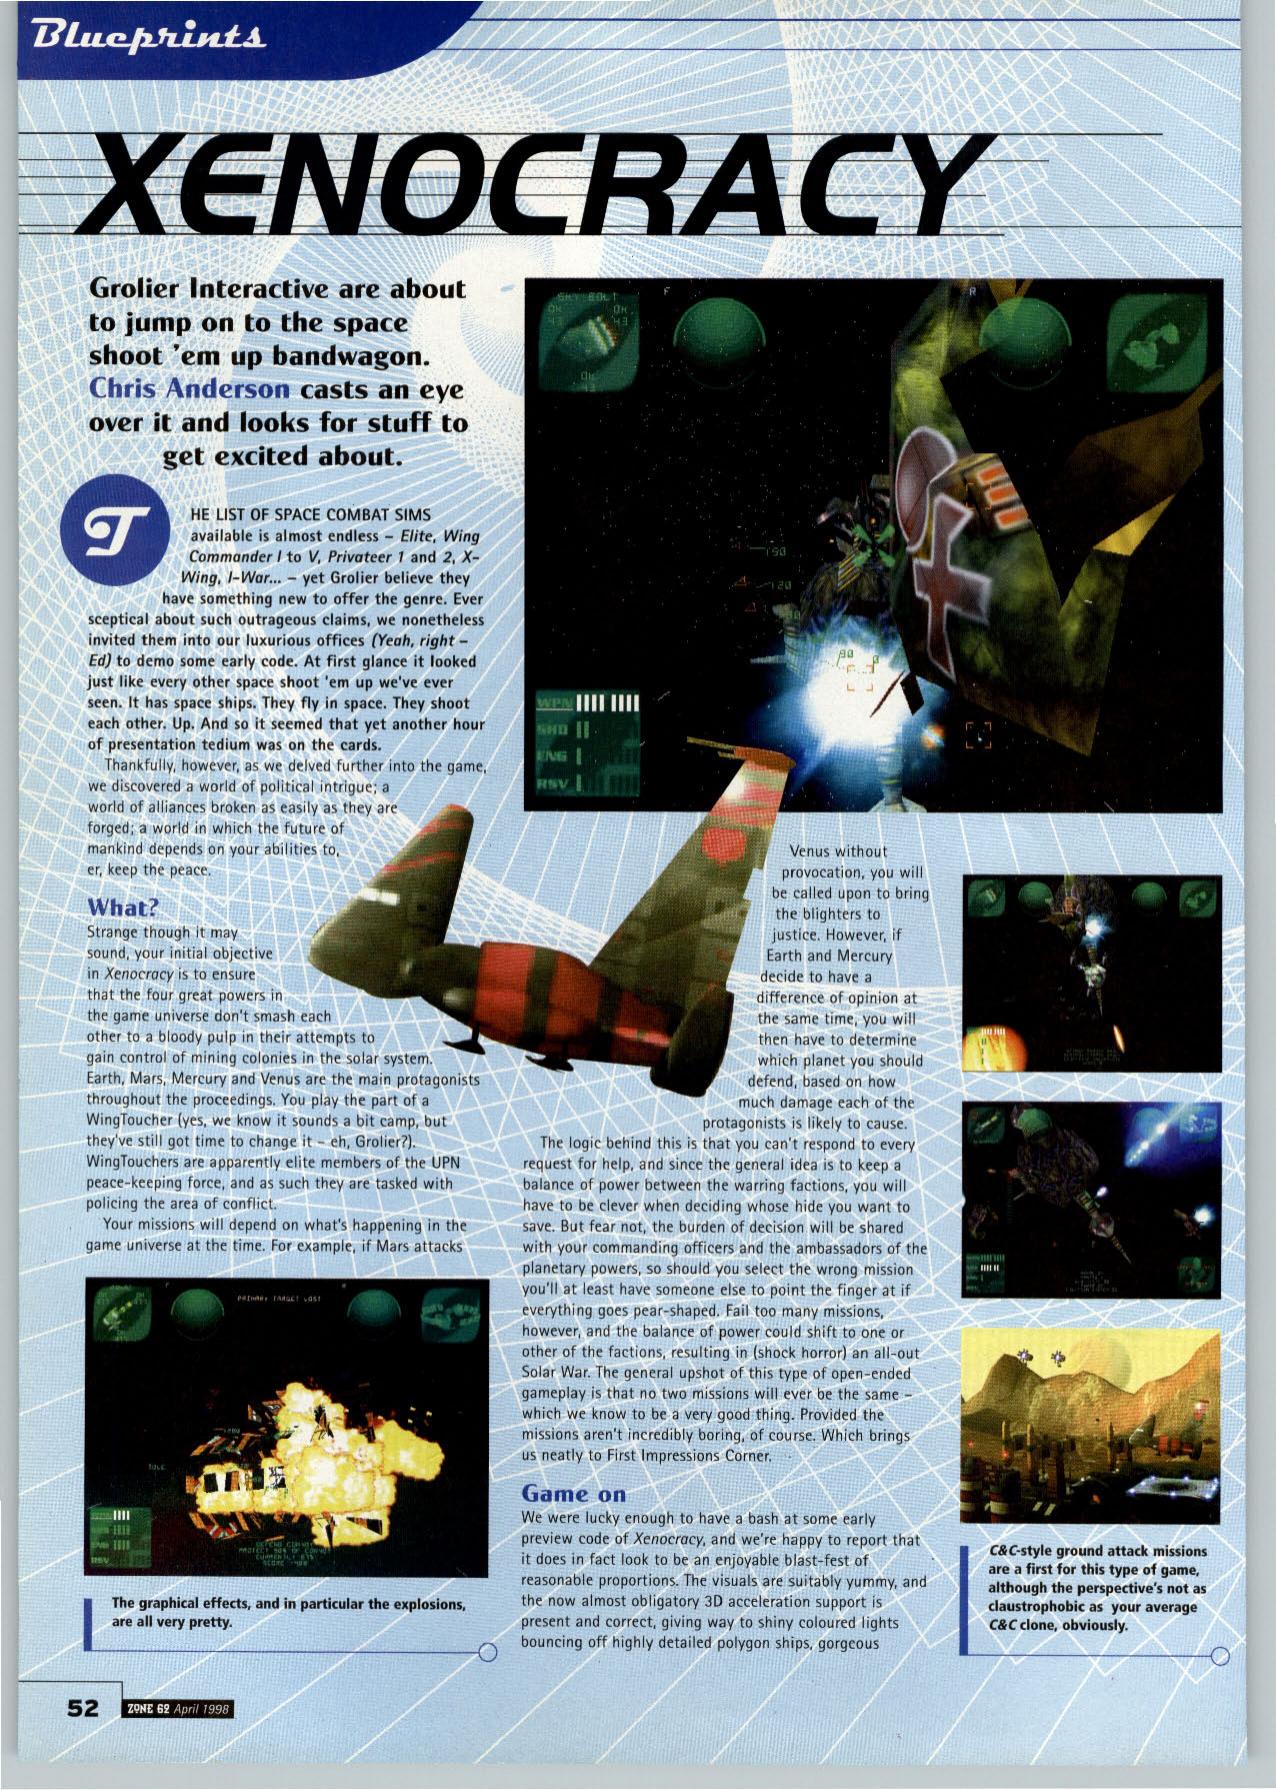 Blueprints
XENOCRACY
Grolier Interactive are about
to jump on to the space
shoot 'em up bandwagon.
Chris Anderson casts an eye
over it and looks for stuff to
get excited about.
THE LIST OF SPACE COMBAT SIMS
available is almost endless – Elite, Wing
Commander I to V, Privateer 1 and 2, X-
Wing, I-War... – yet Grolier believe they
have something new to offer the genre. Ever
sceptical about such outrageous claims, we nonetheless
invited them into our luxurious offices (Yeah, right –
Ed) to demo some early code. At first glance it looked
just like every other space shoot 'em up we've ever
seen. It has space ships. They fly in space. They shoot
each other. Up. And so it seemed that yet another hour
of presentation tedium was on the cards.
Thankfully, however, as we delved further into the game,
we discovered a world of political intrigue; a
world of alliances broken as easily as they are
forged; a world in which the future of
mankind depends on your abilities to,
er, keep the peace.
What?
Strange though it may
sound, your initial objective
in Xenocracy is to ensure
that the four great powers in
the game universe don't smash each
other to a bloody pulp in their attempts to
gain control of mining colonies in the solar system.
Earth, Mars, Mercury and Venus are the main protagonists
throughout the proceedings. You play the part of a
WingToucher (yes, we know it sounds a bit camp, but
they've still got time to change it – eh, Grolier?).
WingTouchers are apparently elite members of the UPN
peace-keeping force, and as such they are tasked with
policing the area of conflict.
Your missions will depend on what's happening in the
game universe at the time. For example, if Mars attacks
PRIMARY TARGET LOST
The graphical effects, and in particular the explosions,
are all very pretty.
SKY BOLT
F
R
150
120
90
WPN
SHD
ENG
RSV
Venus without
provocation, you will
be called upon to bring
the blighters to
justice. However, if
Earth and Mercury
decide to have a
difference of opinion at
the same time, you will
then have to determine
which planet you should
defend, based on how
much damage each of the
protagonists is likely to cause.
The logic behind this is that you can't respond to every
request for help, and since the general idea is to keep a
balance of power between the warring factions, you will
have to be clever when deciding whose hide you want to
save. But fear not, the burden of decision will be shared
with your commanding officers and the ambassadors of the
planetary powers, so should you select the wrong mission
you'll at least have someone else to point the finger at if
everything goes pear-shaped. Fail too many missions,
however, and the balance of power could shift to one or
other of the factions, resulting in (shock horror) an all-out
Solar War. The general upshot of this type of open-ended
gameplay is that no two missions will ever be the same –
which we know to be a very good thing. Provided the
missions aren't incredibly boring, of course. Which brings
us neatly to First Impressions Corner.
Game on
We were lucky enough to have a bash at some early
preview code of Xenocracy, and we're happy to report that
it does in fact look to be an enjoyable blast-fest of
reasonable proportions. The visuals are suitably yummy, and
the now almost obligatory 3D acceleration support is
present and correct, giving way to shiny coloured lights
bouncing off highly detailed polygon ships, gorgeous
C&C-style ground attack missions
are a first for this type of game,
although the perspective's not as
claustrophobic as your average
C&C clone, obviously.
52 ZONE 62 April 1998